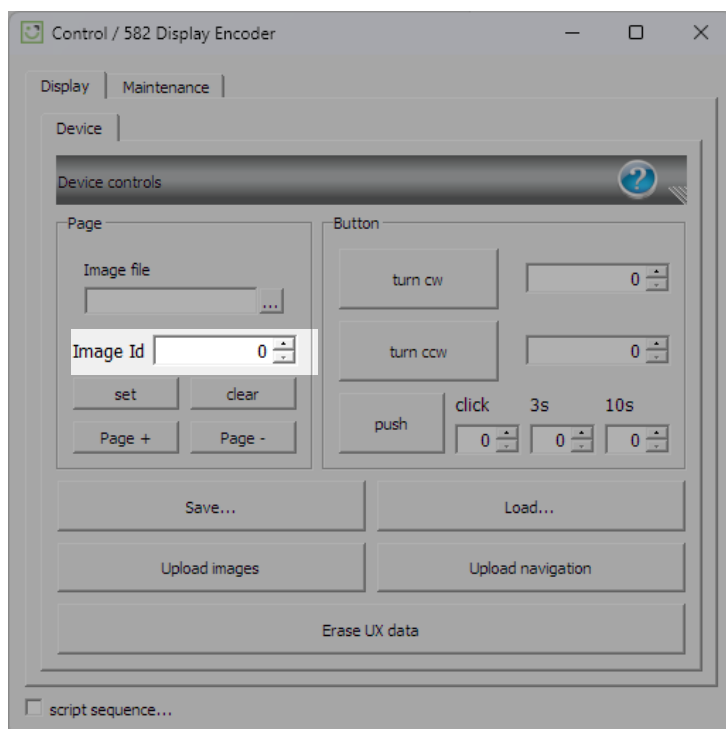 Control / 582 Display Encoder
Display Maintenance
Device
Device controls
?
Page
Image file
...
Image Id 0
set clear
Page + Page -
Button
turn cw 0
turn ccw 0
push
click 3s 10s
0 0 0
Save... Load...
Upload images Upload navigation
Erase UX data
script sequence...